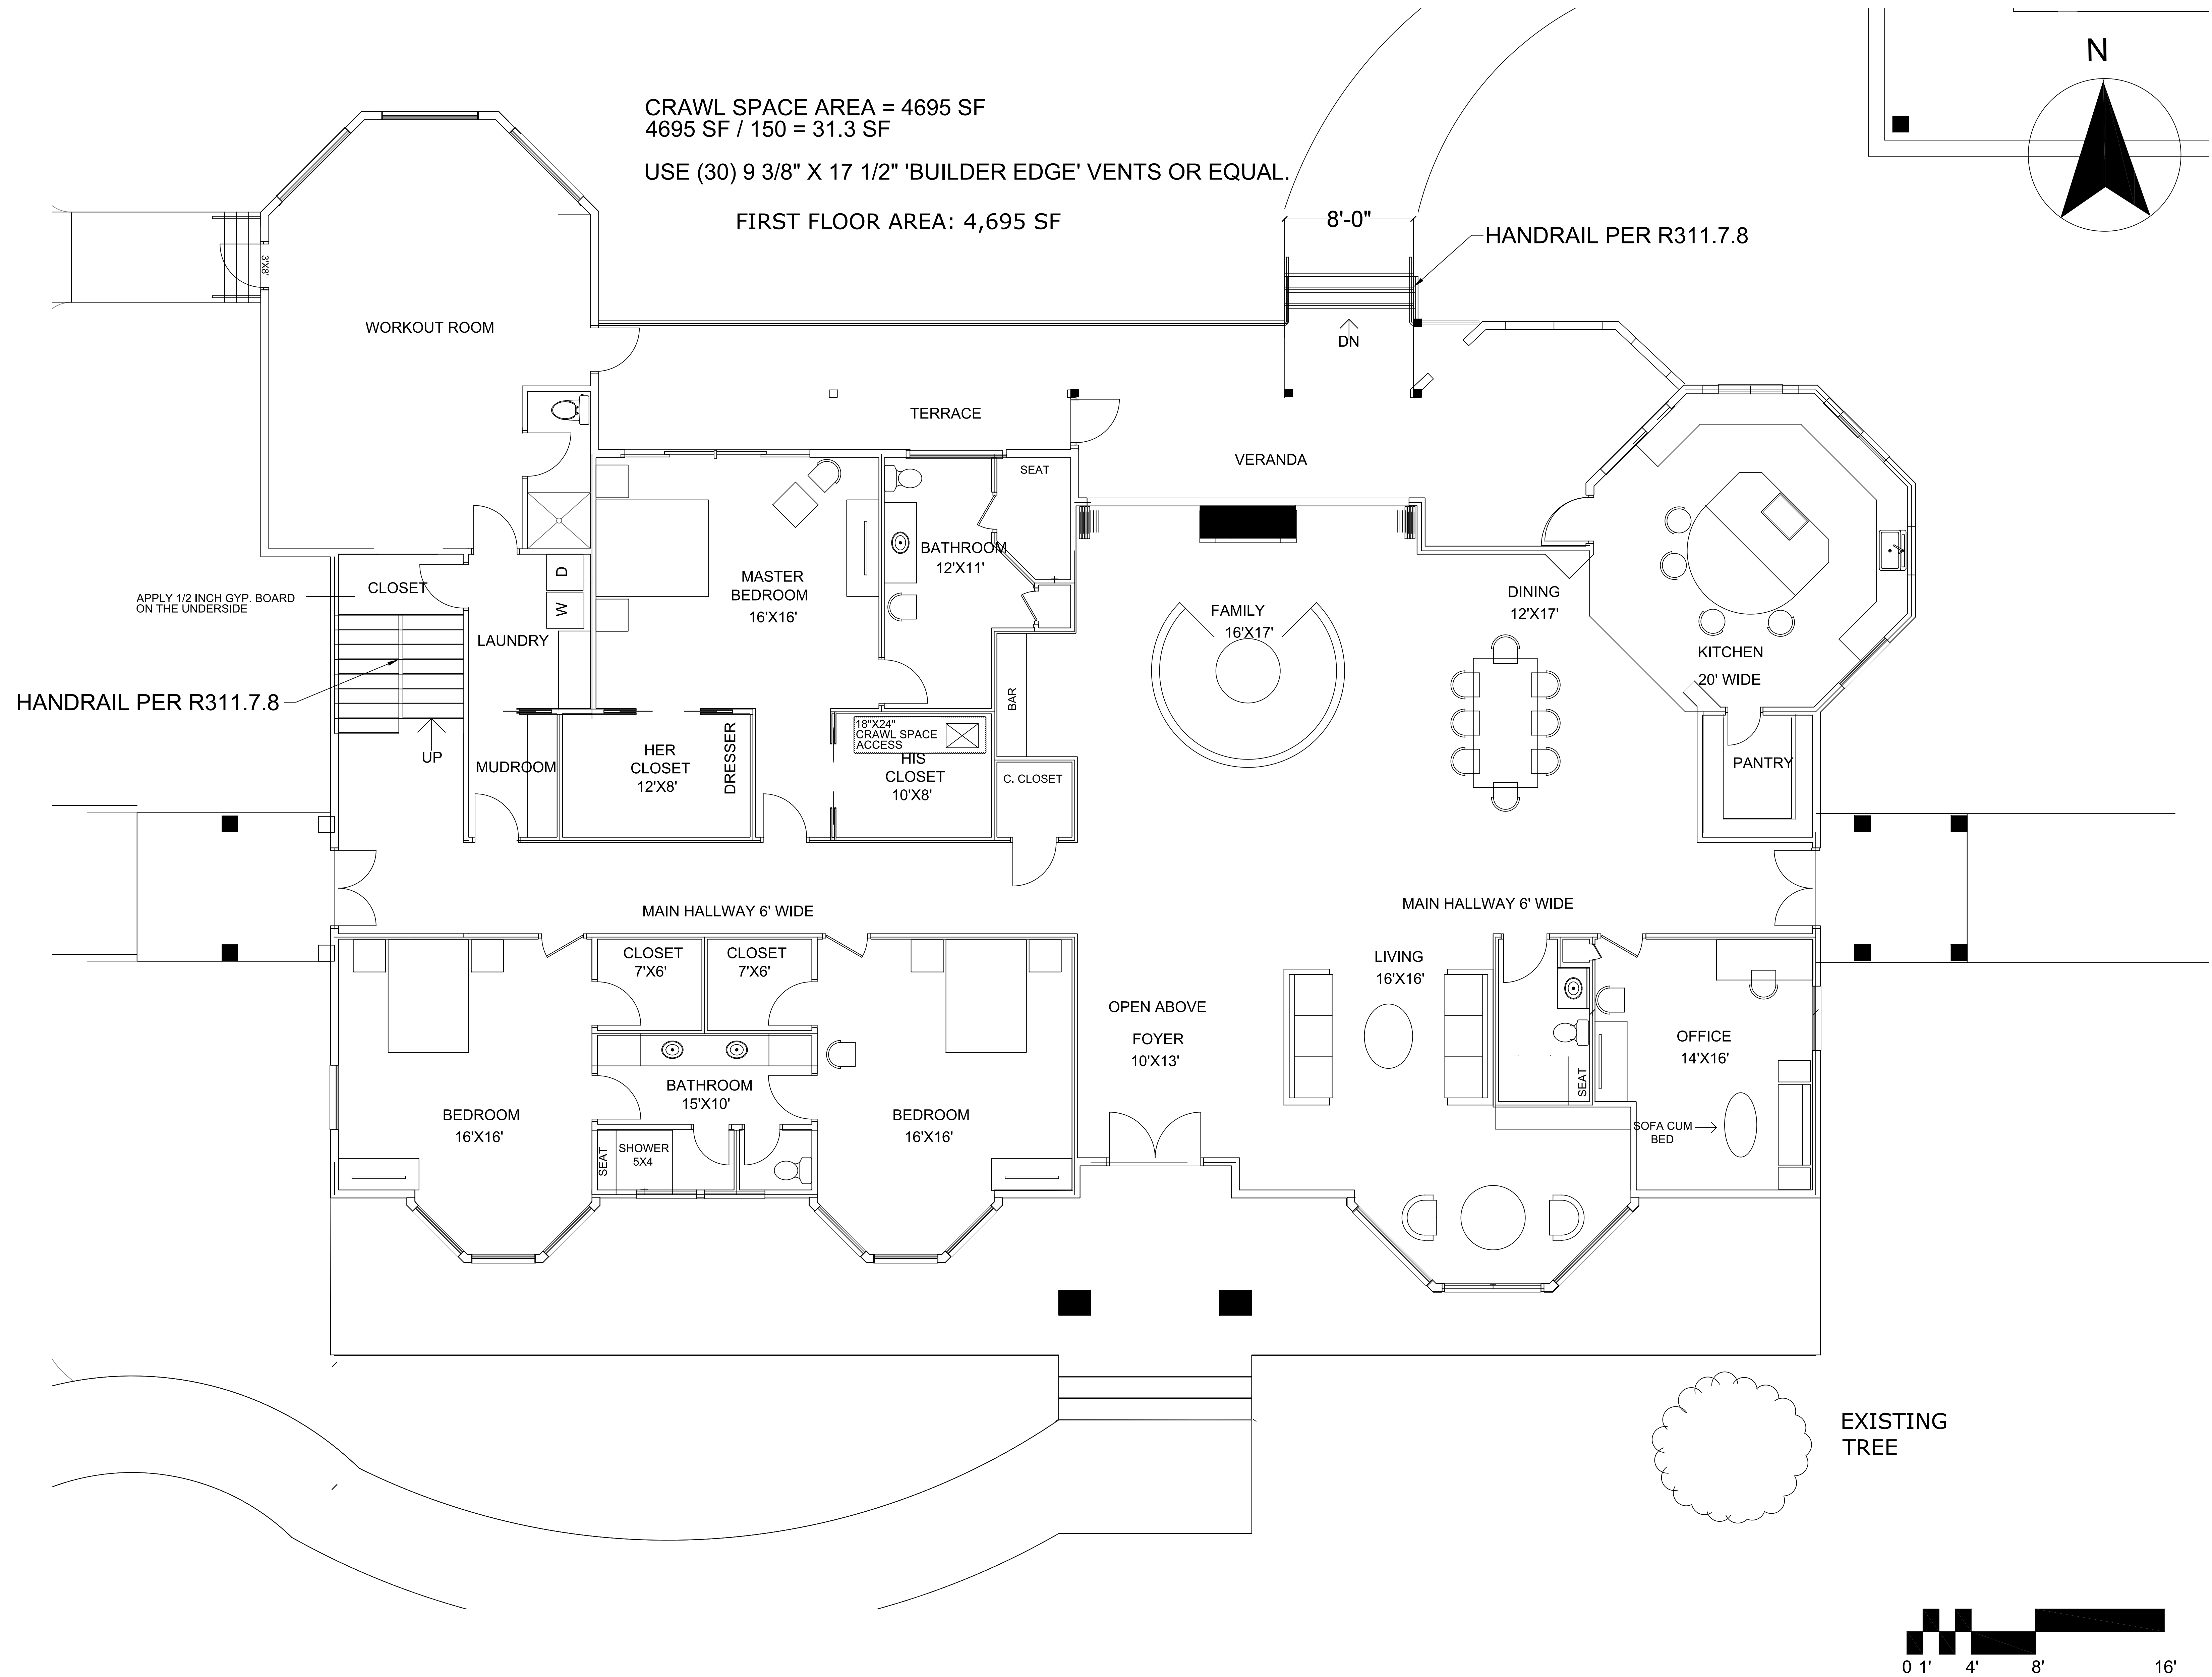 N
CRAWL SPACE AREA = 4695 SF
4695 SF / 150 = 31.3 SF
USE (30) 9 3/8" X 17 1/2" 'BUILDER EDGE' VENTS OR EQUAL.
FIRST FLOOR AREA: 4,695 SF
8'-0"
HANDRAIL PER R311.7.8
3'X8'
WORKOUT ROOM
DN
TERRACE
VERANDA
SEAT
BATHROOM
12'X11'
MASTER
BEDROOM
16'X16'
D
W
CLOSET
APPLY 1/2 INCH GYP. BOARD
ON THE UNDERSIDE
LAUNDRY
FAMILY
16'X17'
DINING
12'X17'
KITCHEN
20' WIDE
HANDRAIL PER R311.7.8
BAR
18"X24"
CRAWL SPACE
ACCESS
HIS
CLOSET
10'X8'
HER
CLOSET
12'X8'
DRESSER
UP
MUDROOM
C. CLOSET
PANTRY
MAIN HALLWAY 6' WIDE
MAIN HALLWAY 6' WIDE
CLOSET
7'X6'
CLOSET
7'X6'
LIVING
16'X16'
OPEN ABOVE
FOYER
10'X13'
OFFICE
14'X16'
BATHROOM
15'X10'
SEAT
BEDROOM
16'X16'
BEDROOM
16'X16'
SHOWER
5X4
SEAT
SOFA CUM
BED
EXISTING
TREE
0 1' 4' 8' 16'